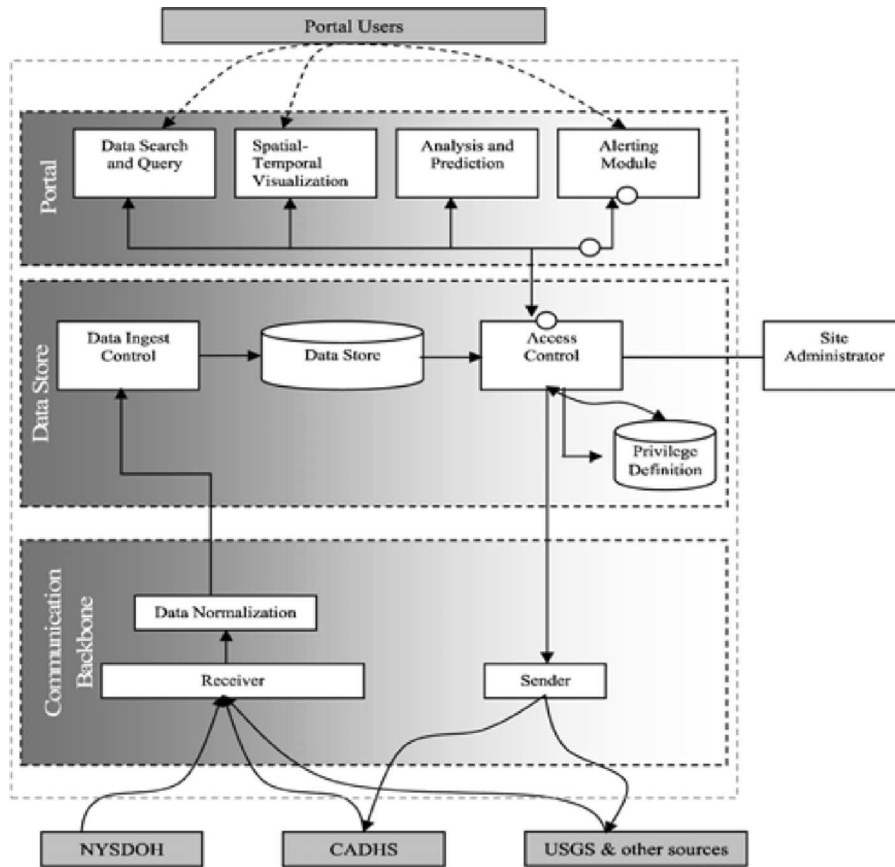 Portal Users
Portal
Data Search
and Query
Spatial-
Temporal
Visualization
Analysis and
Prediction
Alerting
Module
Data Store
Data Ingest
Control
Data Store
Access
Control
Site
Administrator
Privilege
Definition
Communication
Backbone
Data Normalization
Receiver
Sender
NYSDOH
CADHS
USGS & other sources